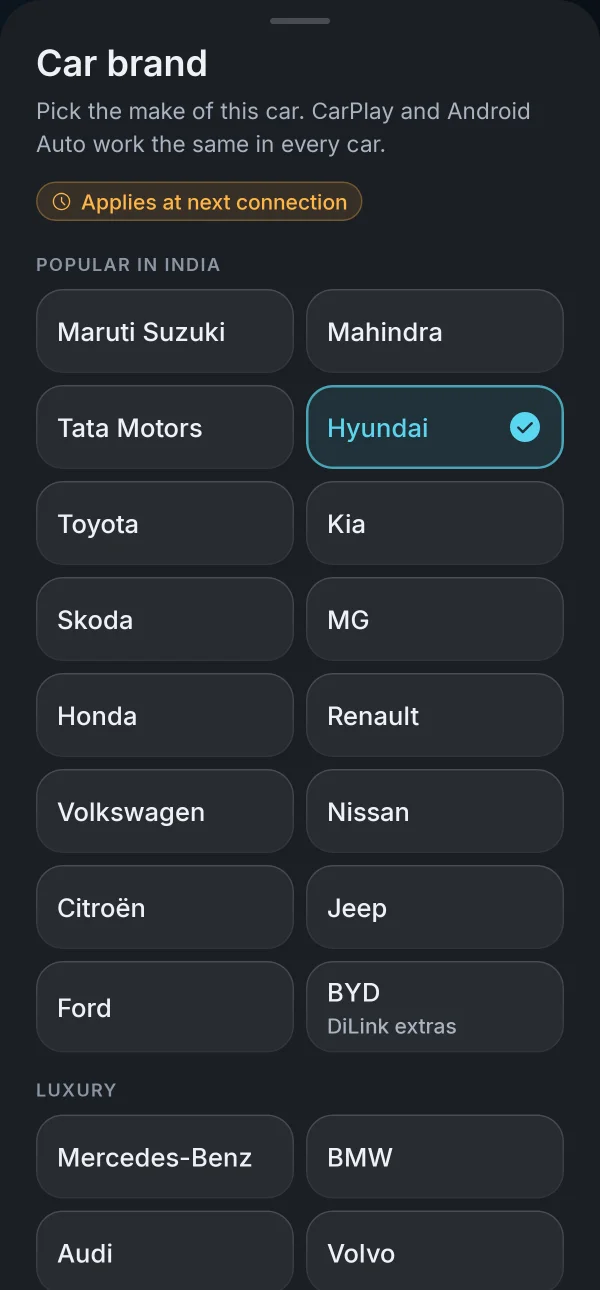 Car brand
Pick the make of this car. CarPlay and Android
Auto work the same in every car.
Applies at next connection
POPULAR IN INDIA
Maruti Suzuki
Mahindra
Tata Motors
Hyundai
Toyota
Kia
Skoda
MG
Honda
Renault
Volkswagen
Nissan
Citroën
Jeep
Ford
BYD
DiLink extras
LUXURY
Mercedes-Benz
BMW
Audi
Volvo